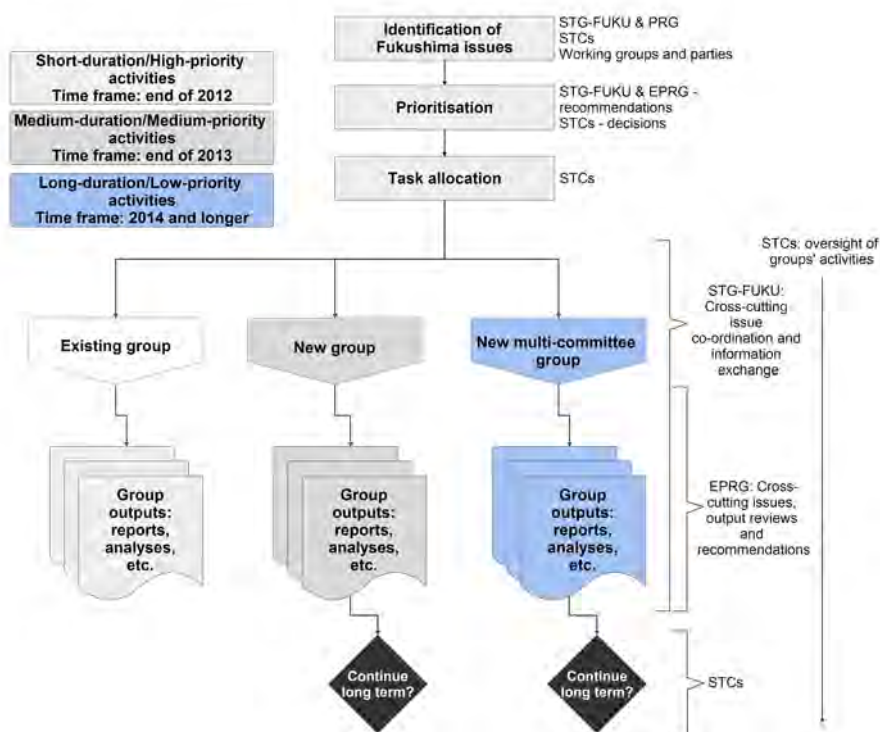 Identification of
Fukushima issues
STG-FUKU & PRG
STCs
Working groups and parties
Short-duration/High-priority
activities
Time frame: end of 2012
Medium-duration/Medium-priority
activities
Time frame: end of 2013
Long-duration/Low-priority
activities
Time frame: 2014 and longer
Prioritisation
STG-FUKU & EPRG -
recommendations
STCs - decisions
Task allocation
STCs
STCs: oversight of
groups' activities
STG-FUKU:
Cross-cutting
issue
co-ordination and
information
exchange
Existing group
New group
New multi-committee
group
Group
outputs:
reports,
analyses,
etc.
Group
outputs:
reports,
analyses,
etc.
Group
outputs:
reports,
analyses,
etc.
EPRG: Cross-
cutting issues,
output reviews
and
recommendations
Continue
long term?
Continue
long term?
STCs